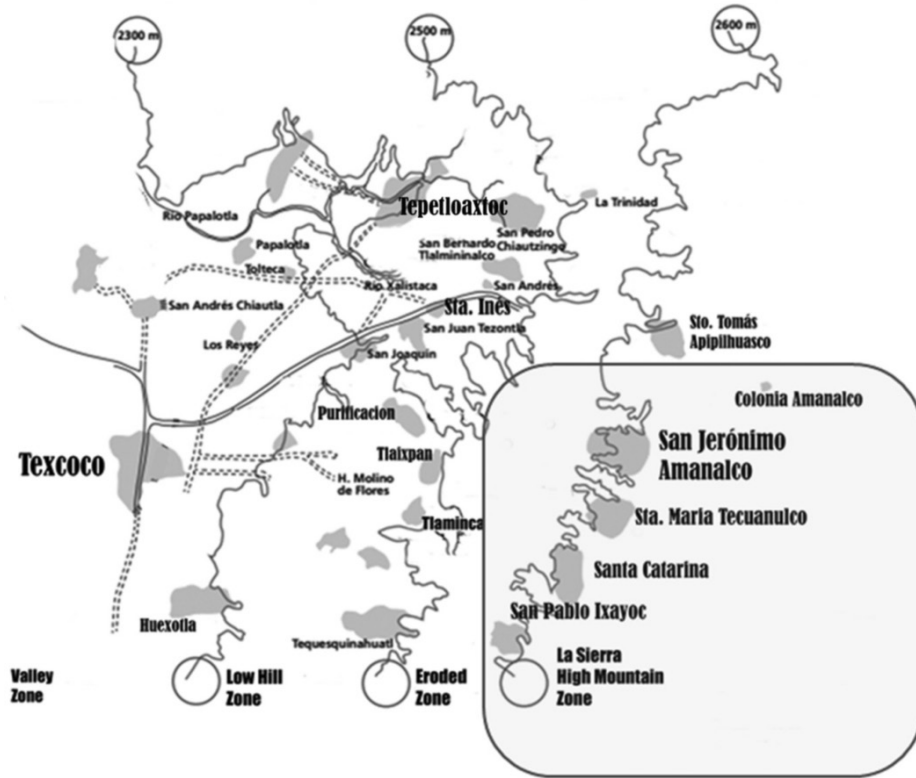 2300 m
2500 m
2600 m
Tepetloaxtoc
La Trinidad
Rio Papalotla
San Pedro
Chiautzingo
Papalotla
San Bernardo
Tlalmininalco
Tolteca
Rio Xalistaca
San Andrés
San Andrés Chiautla
Sta. Inés
San Juan Tezontla
Sto. Tomás
Apipilhuasco
Los Reyes
San Joaquin
Colonia Amanalco
Purificacion
San Jerónimo
Amanalco
Texcoco
Tlaixpan
H. Molino
de Flores
Sta. Maria Tecuanulco
Tlaminca
Santa Catarina
San Pablo Ixayoc
Huexotla
Tequesquinahuatl
Valley
Zone
Low Hill
Zone
Eroded
Zone
La Sierra
High Mountain
Zone